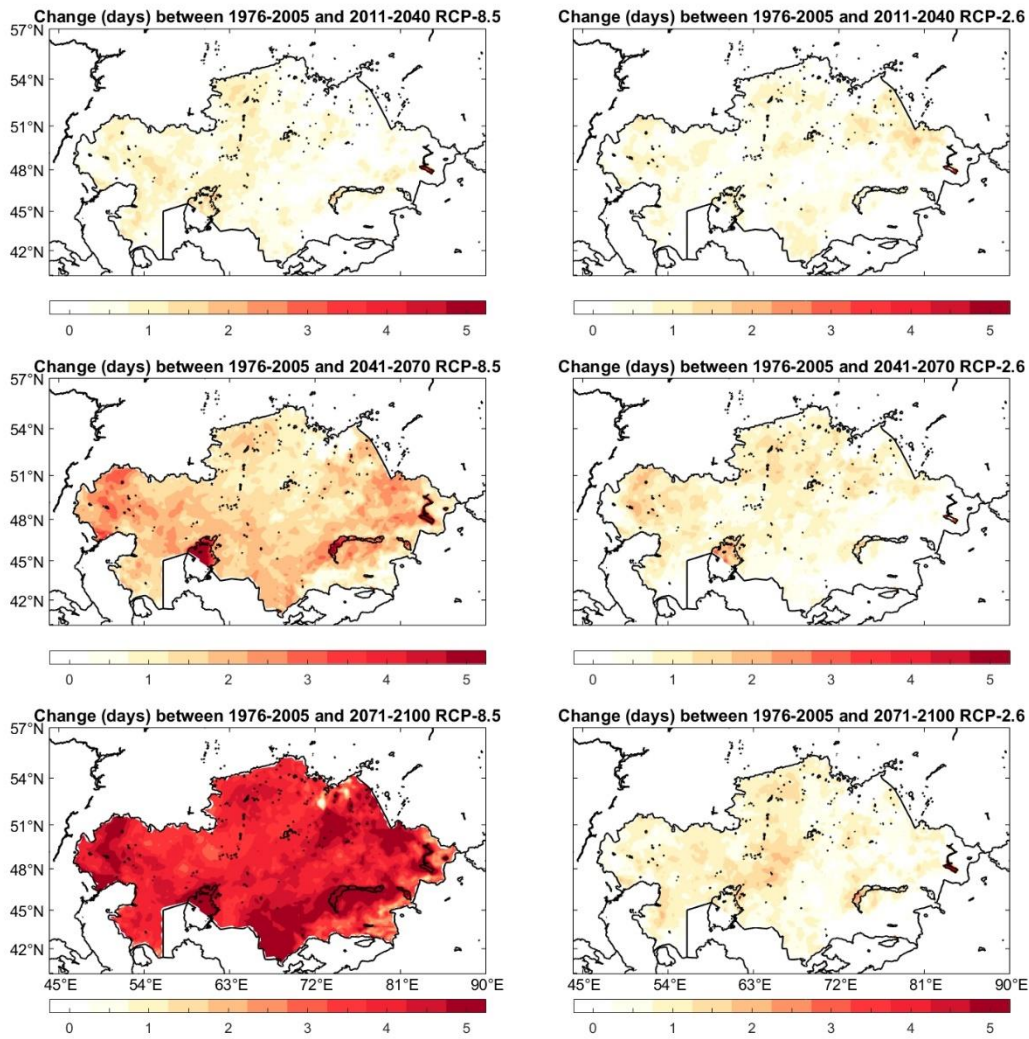 Change (days) between 1976-2005 and 2011-2040 RCP-8.5
57°N
54°N
51°N
48°N
45°N
42°N
0 1 2 3 4 5
Change (days) between 1976-2005 and 2011-2040 RCP-2.6
0 1 2 3 4 5
Change (days) between 1976-2005 and 2041-2070 RCP-8.5
57°N
54°N
51°N
48°N
45°N
42°N
0 1 2 3 4 5
Change (days) between 1976-2005 and 2041-2070 RCP-2.6
0 1 2 3 4 5
Change (days) between 1976-2005 and 2071-2100 RCP-8.5
57°N
54°N
51°N
48°N
45°N
42°N
45°E 54°E 63°E 72°E 81°E 90°E
0 1 2 3 4 5
Change (days) between 1976-2005 and 2071-2100 RCP-2.6
45°E 54°E 63°E 72°E 81°E 90°E
0 1 2 3 4 5